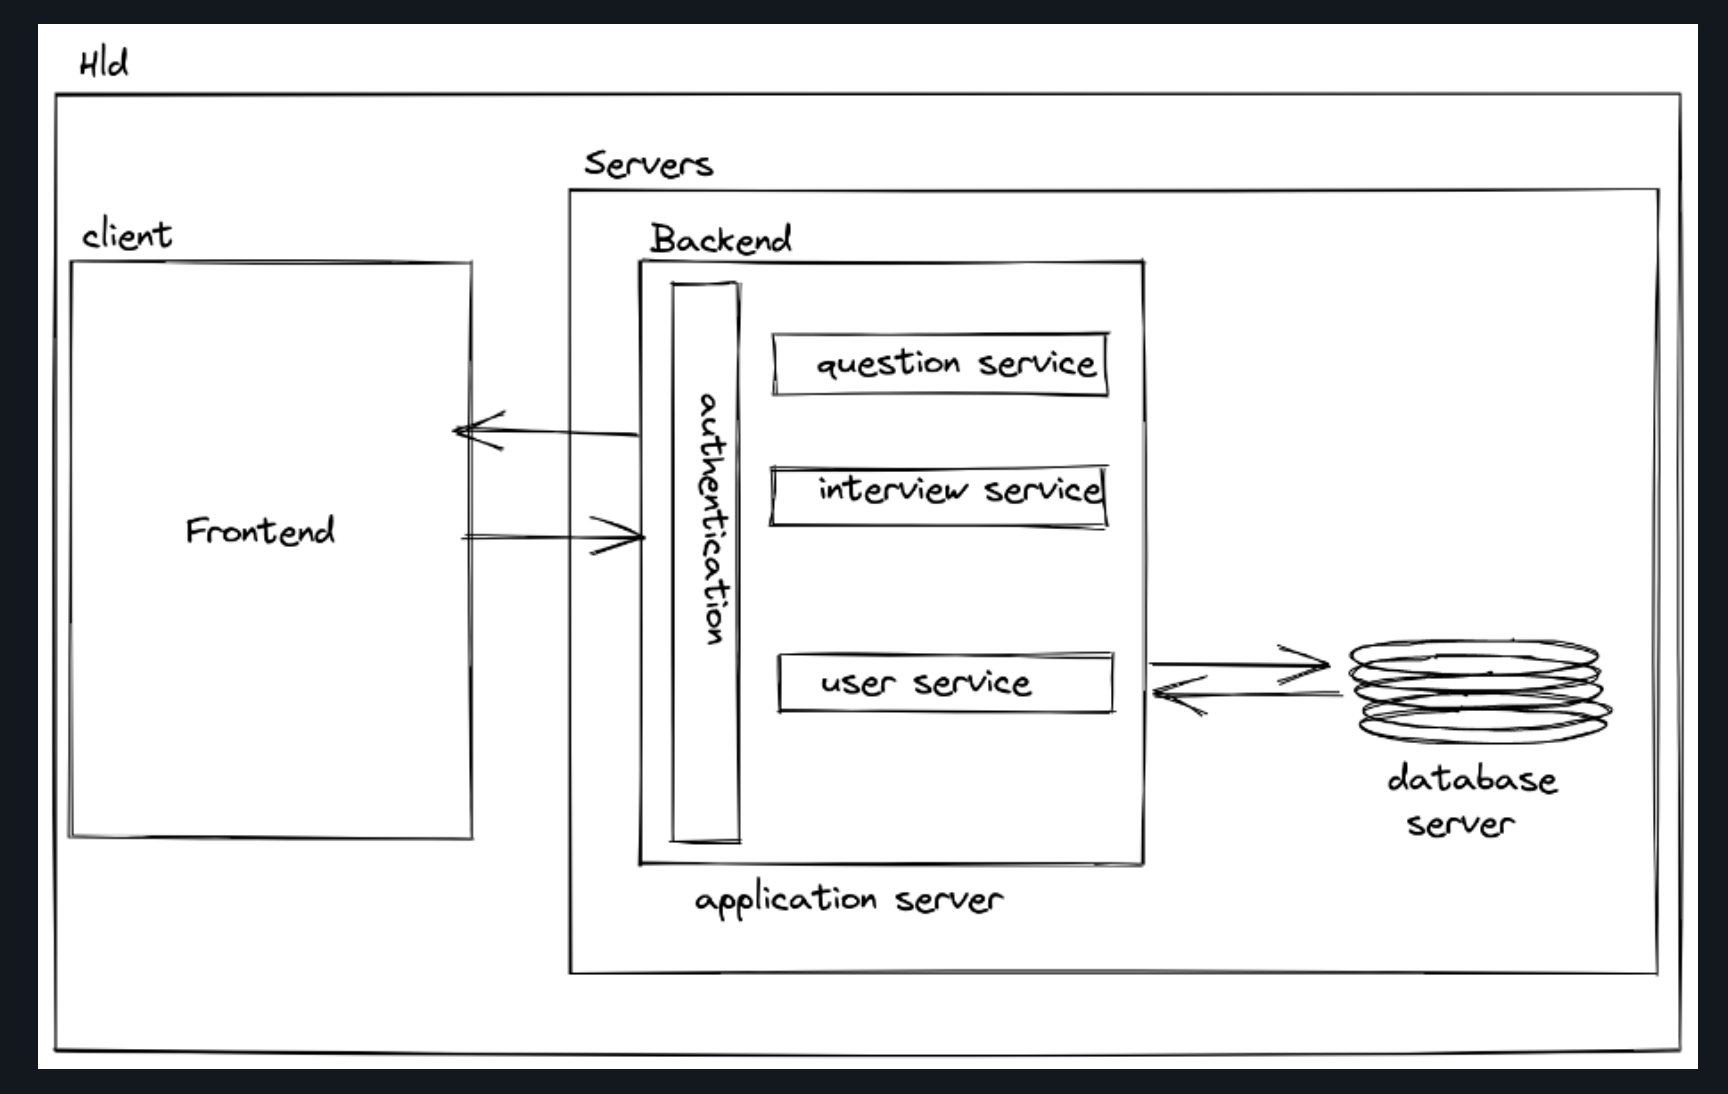 Hld
Servers
client
Backend
question service
authentication
interview service
Frontend
user service
database
server
application server